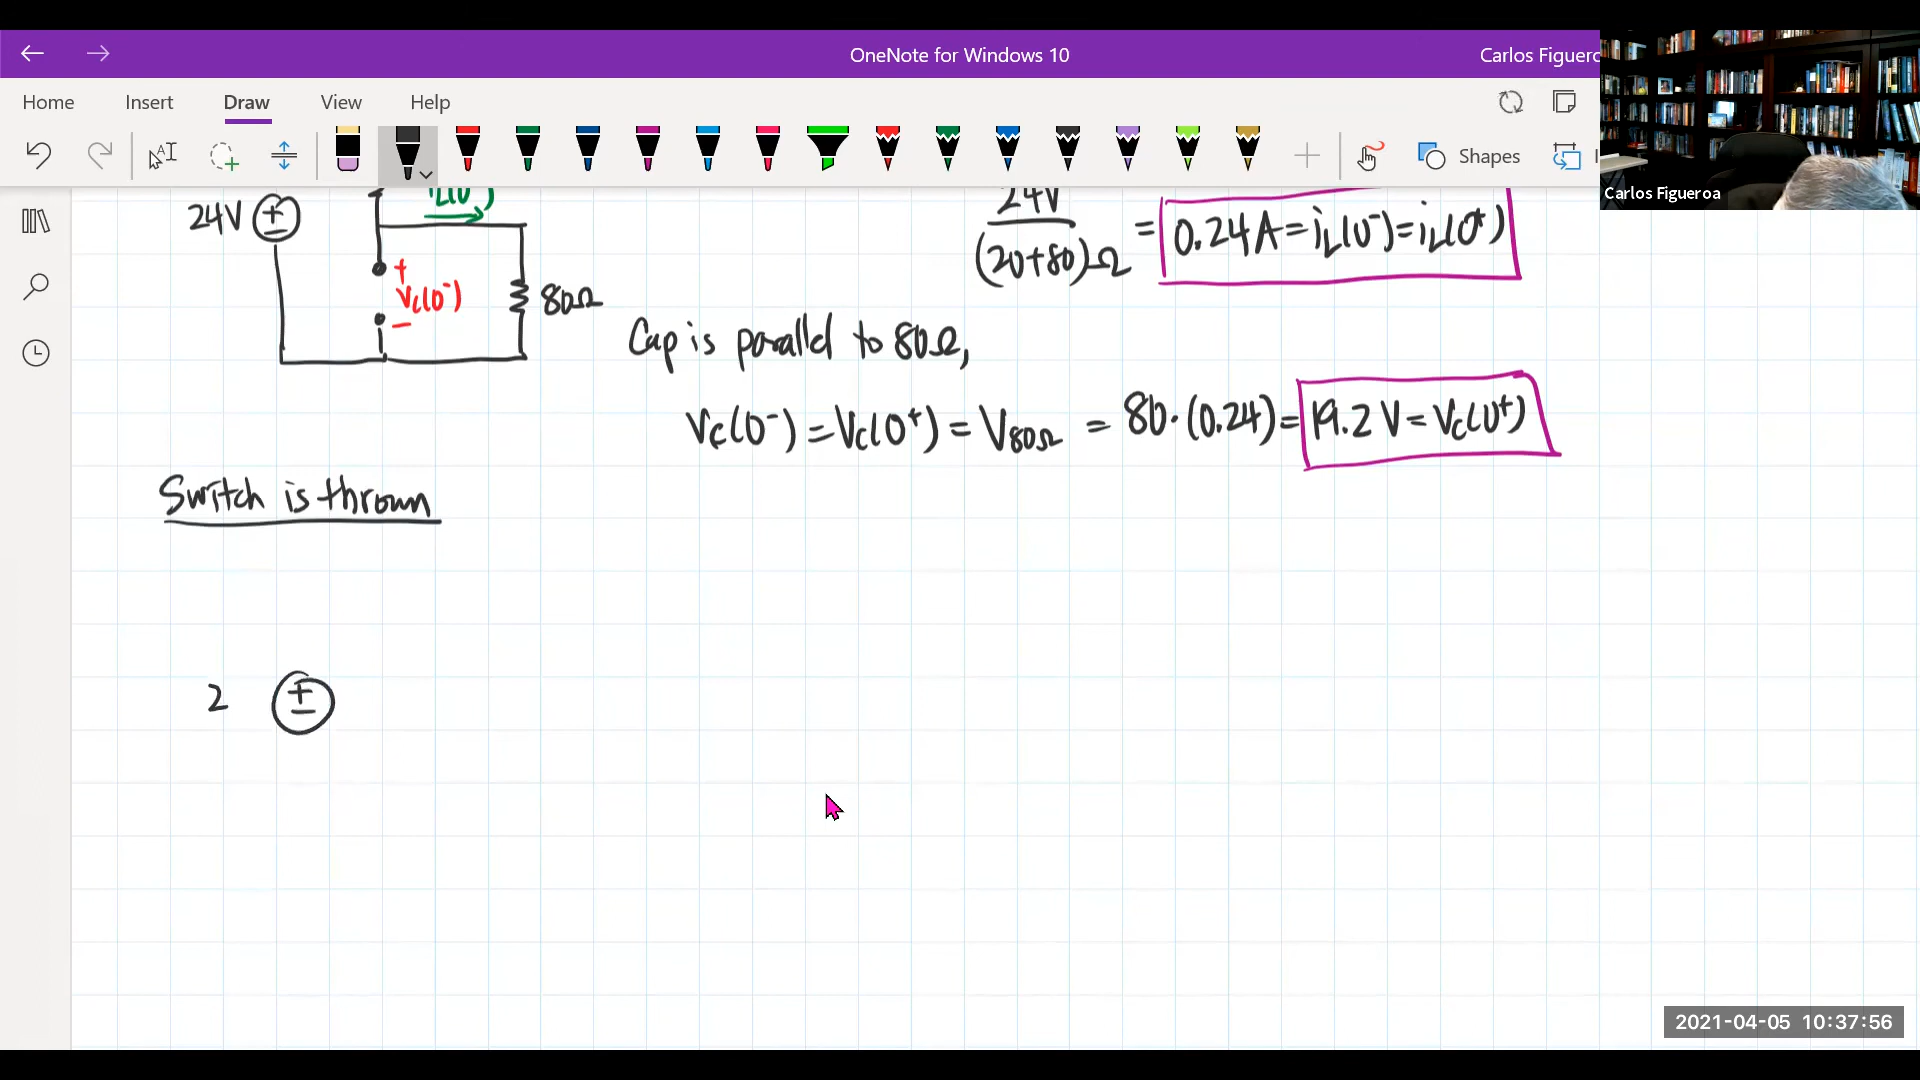 OneNote for Windows 10
Carlos Figuero
Home Insert Draw View Help
Shapes
Carlos Figueroa
24V
+
Vc(0⁻)
−
80Ω
24V
(20+80)Ω
= 0.24A = iL(0⁻) = iL(0⁺)
Cap is parallel to 80Ω,
Vc(0⁻) = Vc(0⁺) = V80Ω = 80·(0.24) = 19.2 V = Vc(0⁺)
Switch is thrown
2
2021-04-05 10:37:56